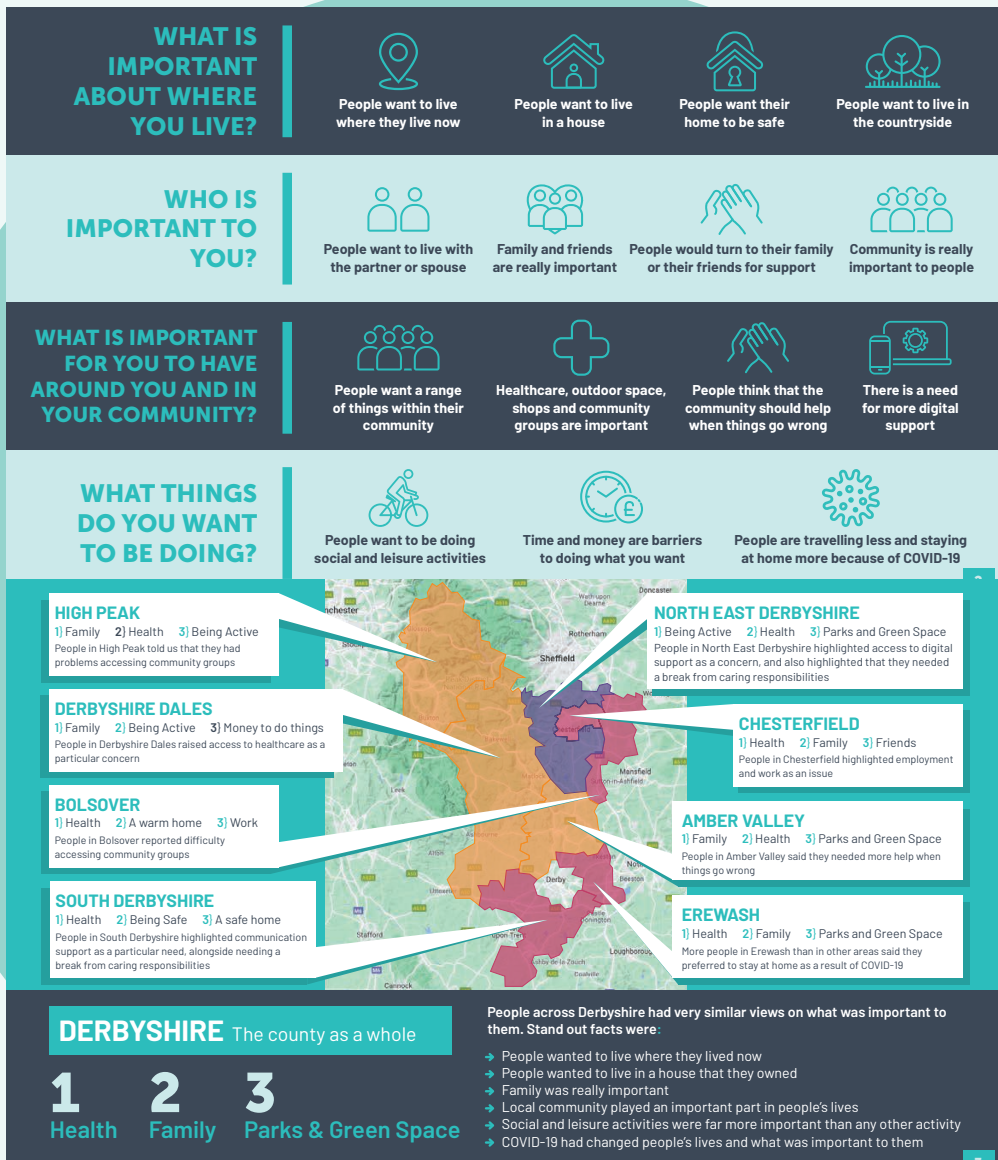 WHAT IS
IMPORTANT
ABOUT WHERE
YOU LIVE?
People want to live
where they live now
People want to live
in a house
People want their
home to be safe
People want to live in
the countryside
WHO IS
IMPORTANT TO
YOU?
People want to live with
the partner or spouse
Family and friends
are really important
People would turn to their family
or their friends for support
Community is really
important to people
WHAT IS IMPORTANT
FOR YOU TO HAVE
AROUND YOU AND IN
YOUR COMMUNITY?
People want a range
of things within their
community
Healthcare, outdoor space,
shops and community
groups are important
People think that the
community should help
when things go wrong
There is a need
for more digital
support
WHAT THINGS
DO YOU WANT
TO BE DOING?
£
People want to be doing
social and leisure activities
Time and money are barriers
to doing what you want
People are travelling less and staying
at home more because of COVID-19
HIGH PEAK
1) Family 2) Health 3) Being Active
People in High Peak told us that they had
problems accessing community groups
DERBYSHIRE DALES
1) Family 2) Being Active 3) Money to do things
People in Derbyshire Dales raised access to healthcare as a
particular concern
BOLSOVER
1) Health 2) A warm home 3) Work
People in Bolsover reported difficulty
accessing community groups
SOUTH DERBYSHIRE
1) Health 2) Being Safe 3) A safe home
People in South Derbyshire highlighted communication
support as a particular need, alongside needing a
break from caring responsibilities
Doncaster
Wath upon
Dearne
Rotherham
Sheffield
Mansfield
Leek
Derby
Beeston
Stafford
Loughborough
Ashby de la Zouch
Coalville
Cannock
NORTH EAST DERBYSHIRE
1) Being Active 2) Health 3) Parks and Green Space
People in North East Derbyshire highlighted access to digital
support as a concern, and also highlighted that they needed
a break from caring responsibilities
CHESTERFIELD
1) Health 2) Family 3) Friends
People in Chesterfield highlighted employment
and work as an issue
AMBER VALLEY
1) Family 2) Health 3) Parks and Green Space
People in Amber Valley said they needed more help when
things go wrong
EREWASH
1) Health 2) Family 3) Parks and Green Space
More people in Erewash than in other areas said they
preferred to stay at home as a result of COVID-19
DERBYSHIRE The county as a whole
1 2 3
Health Family Parks & Green Space
People across Derbyshire had very similar views on what was important to
them. Stand out facts were:
→ People wanted to live where they lived now
→ People wanted to live in a house that they owned
→ Family was really important
→ Local community played an important part in people's lives
→ Social and leisure activities were far more important than any other activity
→ COVID-19 had changed people's lives and what was important to them